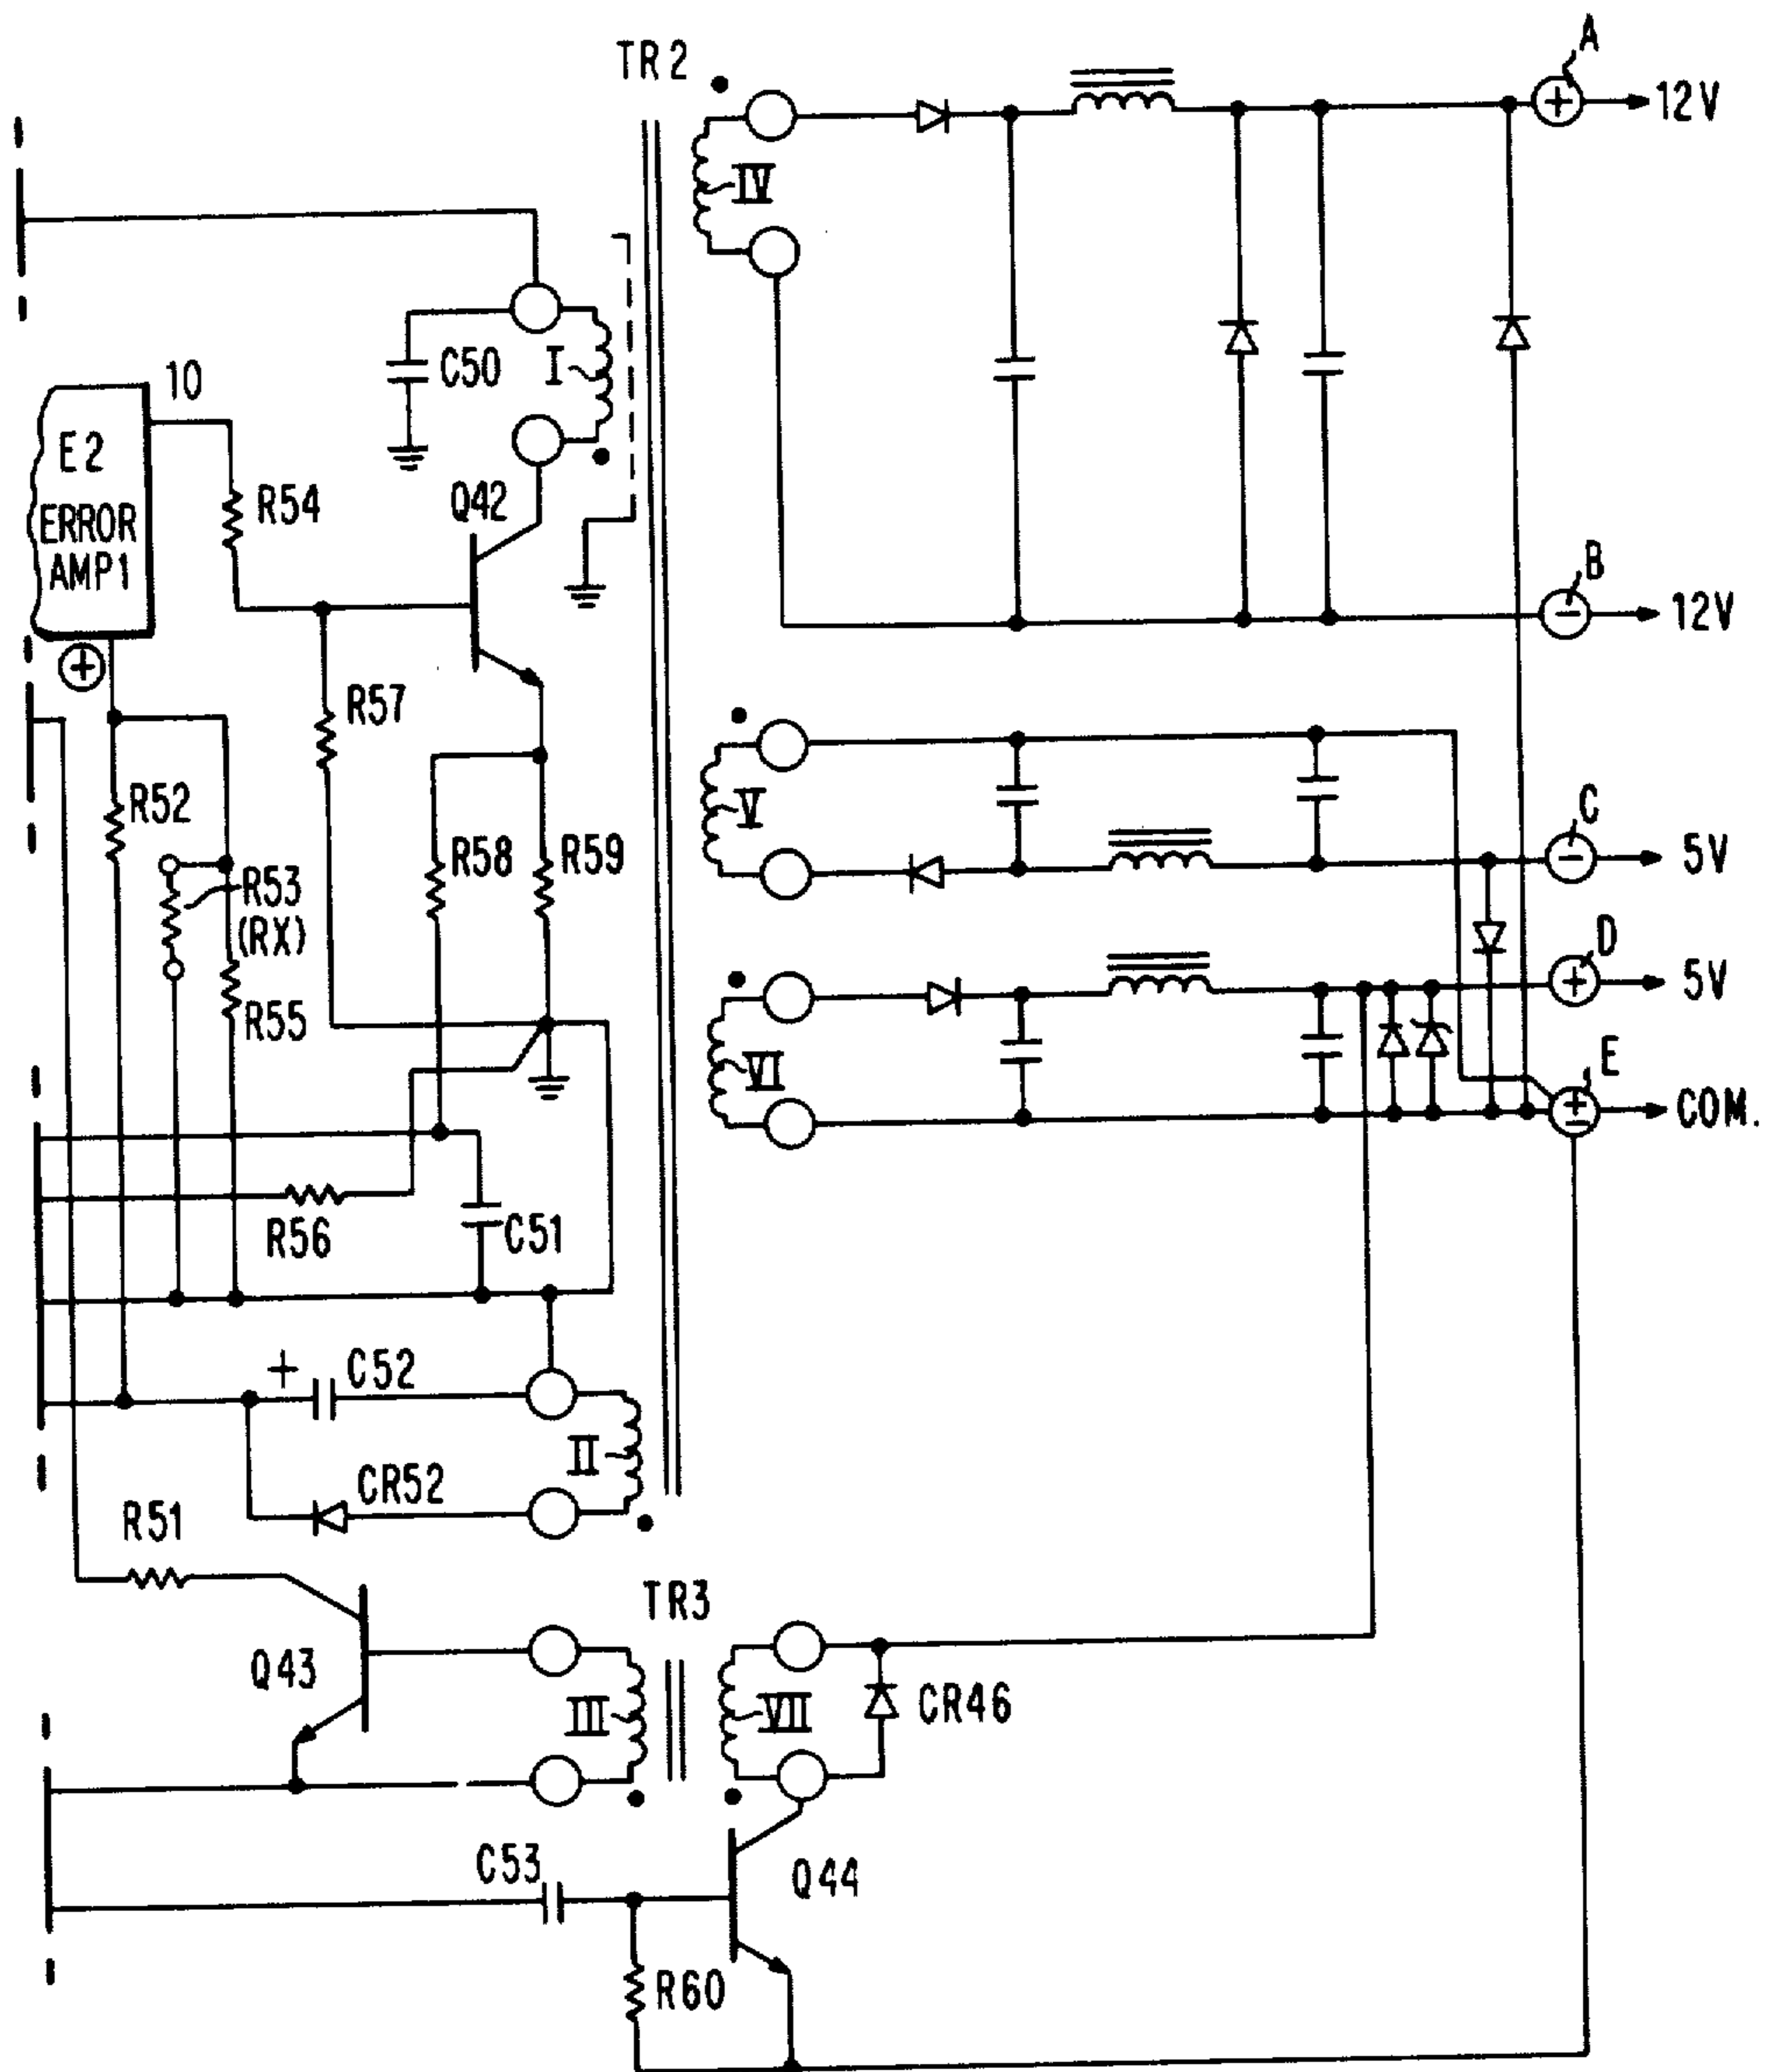 TR2
A
12V
IV
10
C50
I
E2
ERROR
AMP1
R54
Q42
B
12V
R57
R52
V
C
5V
R58
R59
R53
(RX)
D
5V
R55
VI
E
COM.
R56
C51
+
C52
II
CR52
R51
TR3
Q43
III
VII
CR46
C53
Q44
R60